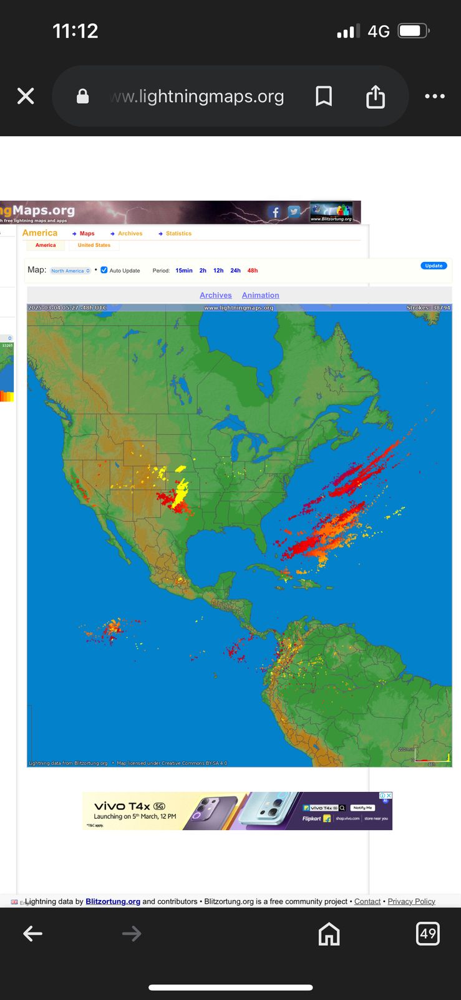 11:12
4G
ww.lightningmaps.org
ngMaps.org
h free lightning maps and apps
www.Blitzortung.org
America Maps Archives Statistics
America United States
Map: North America • Auto Update Period: 15min 2h 12h 24h 48h Update
Archives Animation
2025-03-04 05:27 -48h UTC www.lightningmaps.org Strokes: 38794
13265
200/min
0
48h
Lightning data from Blitzortung.org * Map licensed under Creative Commons BY-SA 4.0
vivo T4x 5G
Launching on 5th March, 12 PM
*T&C apply.
vivo T4x 5G Notify Me
AI
Flipkart shop.vivo.com store near you
Lightning data by Blitzortung.org and contributors • Blitzortung.org is a free community project • Contact • Privacy Policy
49